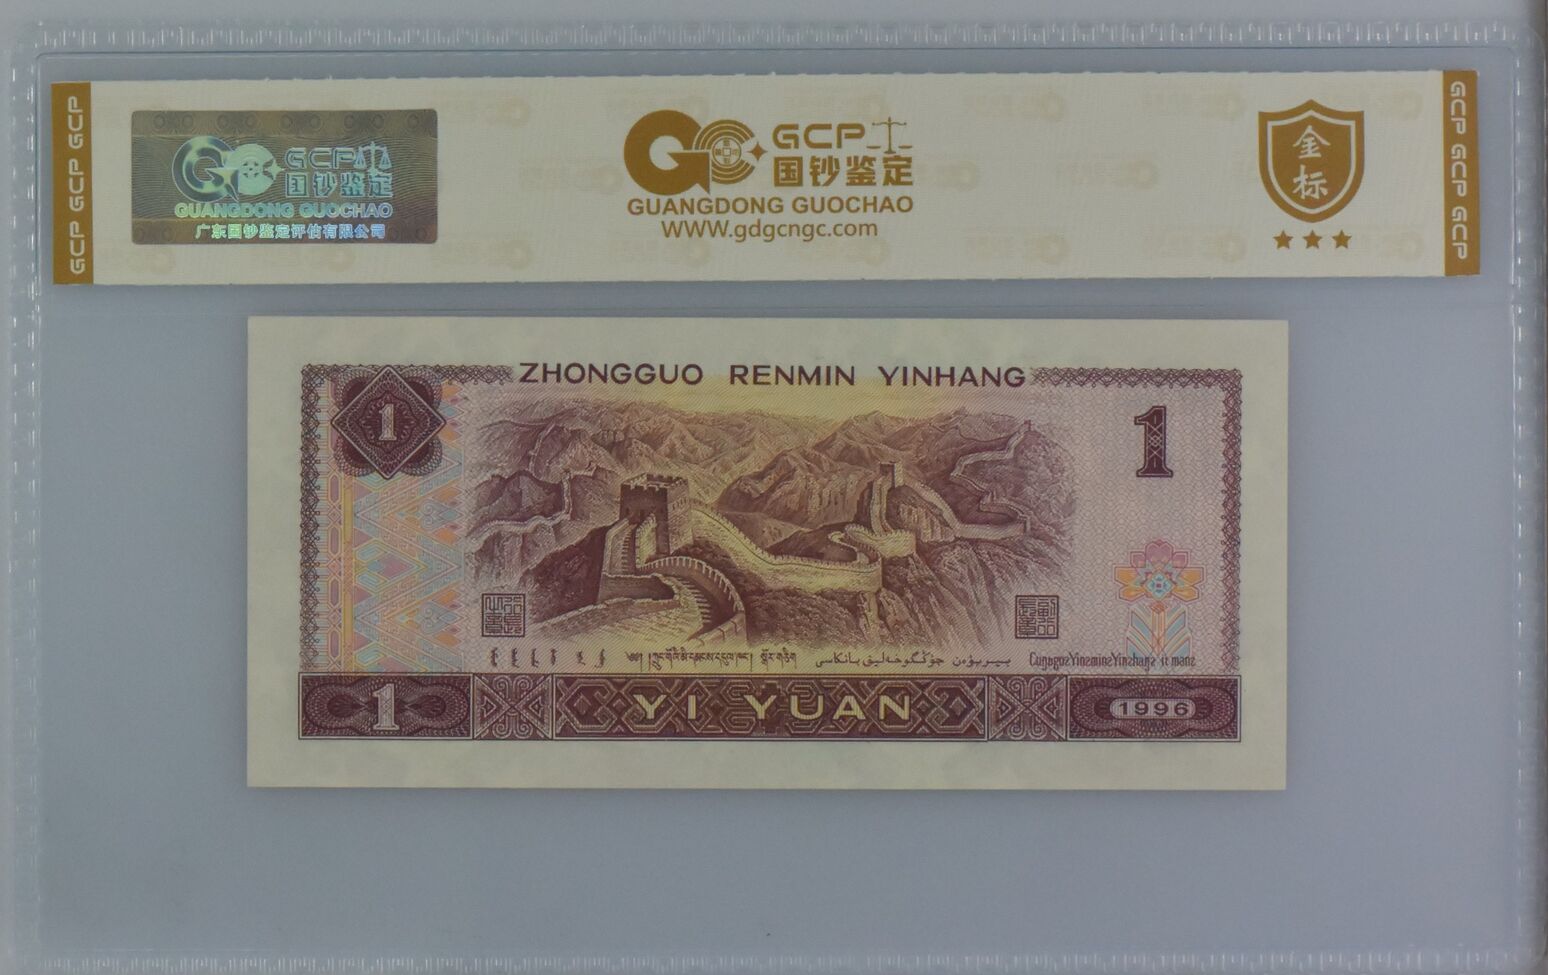 GCP GCP GCP
GCP
国钞鉴定
GUANGDONG GUOCHAO
广东国钞鉴定评估有限公司
GCP
国钞鉴定
GUANGDONG GUOCHAO
WWW.gdgcngc.com
金
标
GCP GCP GCP
ZHONGGUO RENMIN YINHANG
1
1
1
YI YUAN
1996